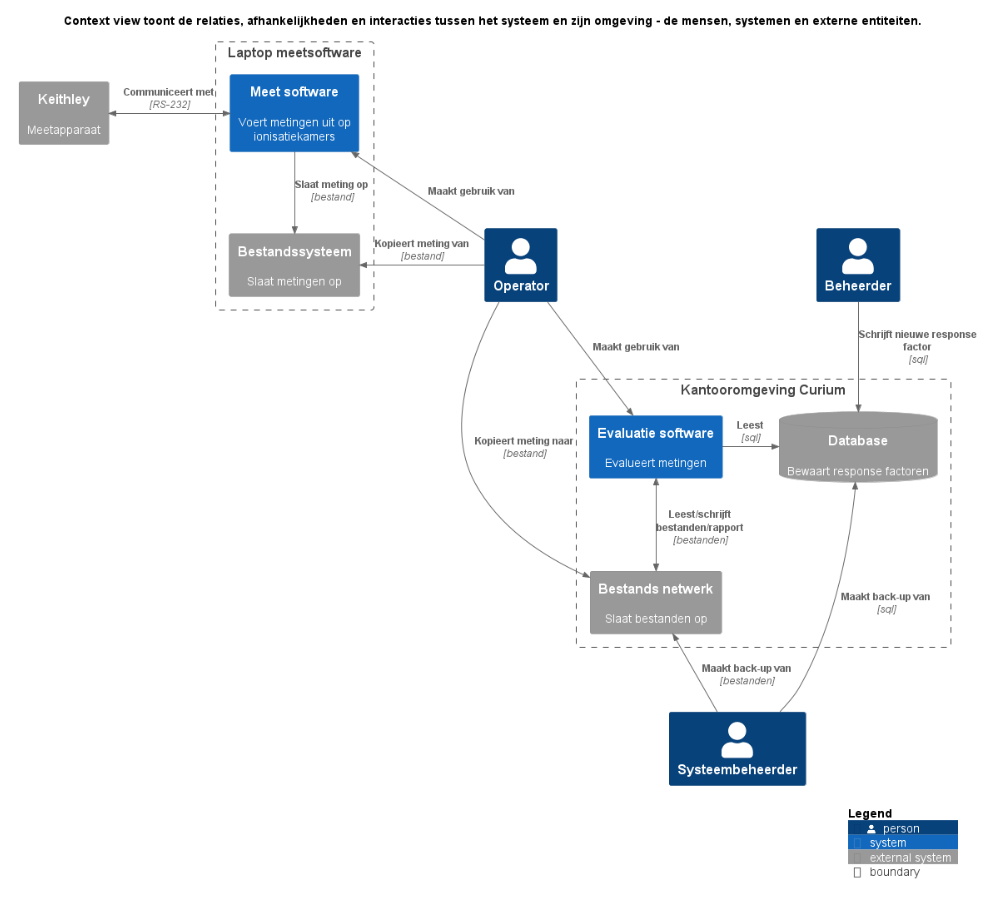 Context view toont de relaties, afhankelijkheden en interacties tussen het systeem en zijn omgeving - de mensen, systemen en externe entiteiten.
Laptop meetsoftware
Keithley
Meetapparaat
Communiceert met
[RS-232]
Meet software
Voert metingen uit op
ionisatiekamers
Slaat meting op
[bestand]
Maakt gebruik van
Bestandssysteem
Slaat metingen op
Kopieert meting van
[bestand]
Operator
Beheerder
Maakt gebruik van
Schrijft nieuwe response
factor
[sql]
Kantooromgeving Curium
Kopieert meting naar
[bestand]
Evaluatie software
Evalueert metingen
Leest
[sql]
Database
Bewaart response factoren
Leest/schrijft
bestanden/rapport
[bestanden]
Bestands netwerk
Slaat bestanden op
Maakt back-up van
[sql]
Maakt back-up van
[bestanden]
Systeembeheerder
Legend
person
system
external system
boundary